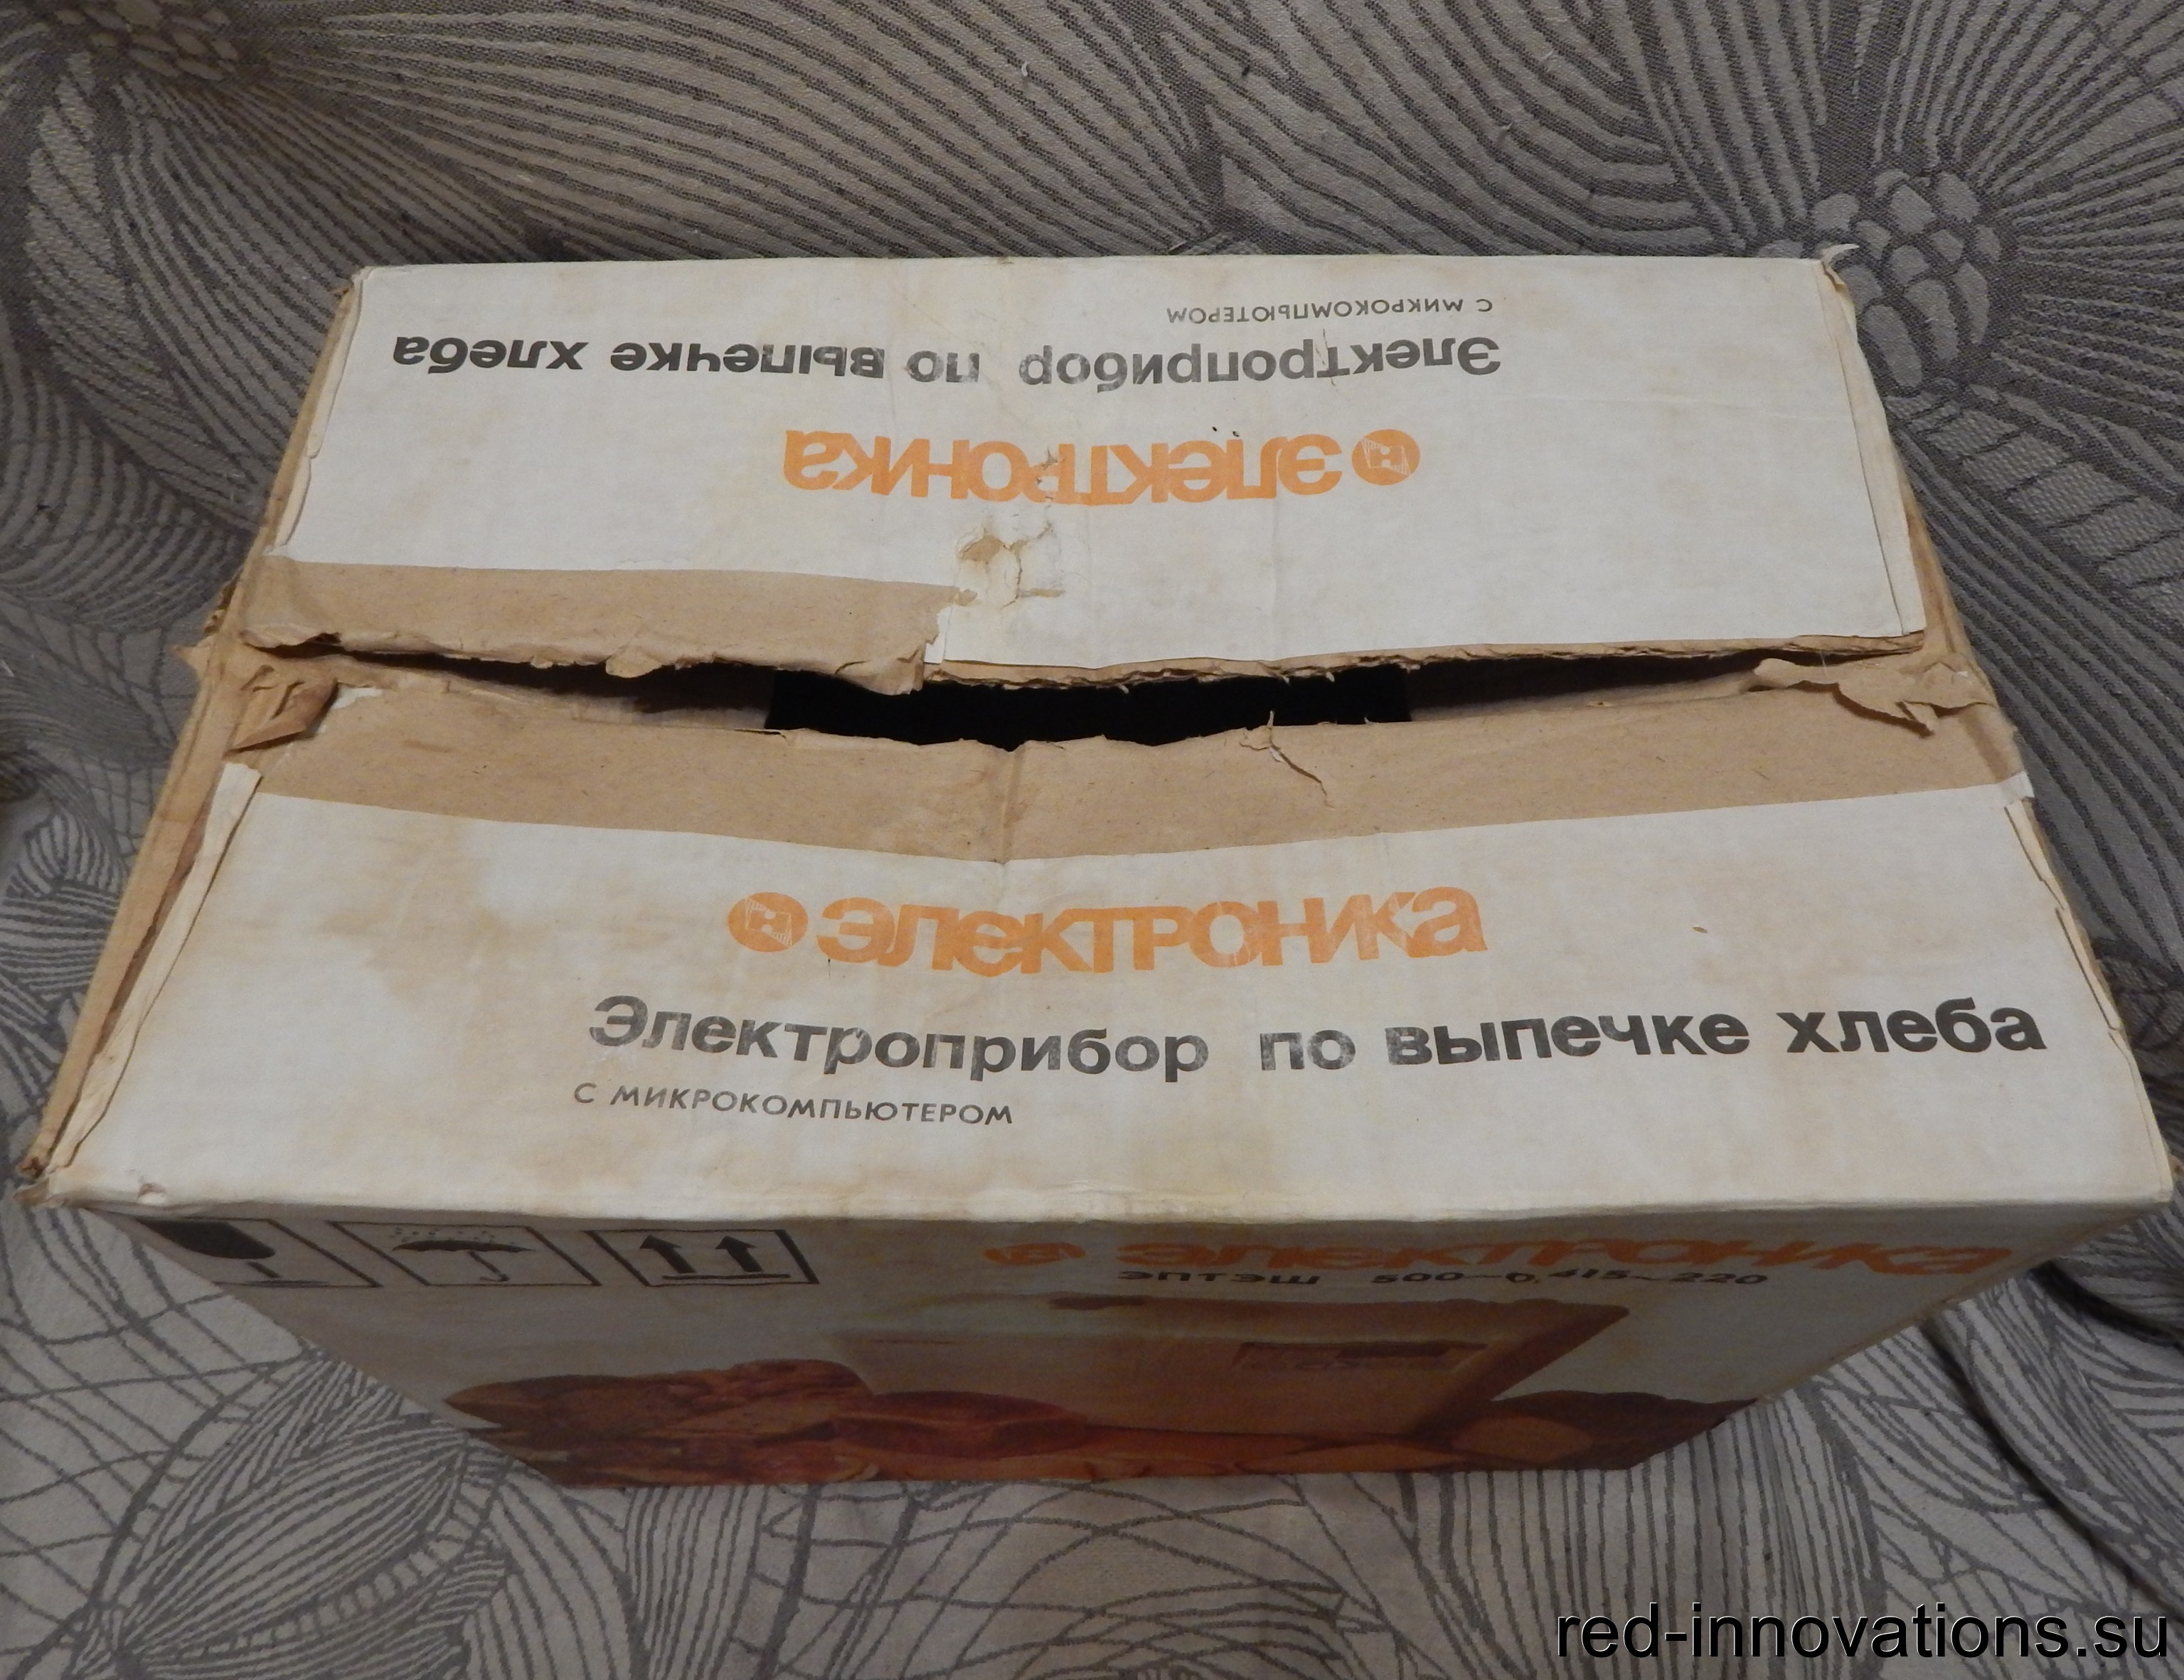 с микрокомпьютером
Электроприбор по выпечке хлеба
электроника
электроника
Электроприбор по выпечке хлеба
с микрокомпьютером
электроника
ЭПТЭШ 500-0,415~220
red-innovations.su